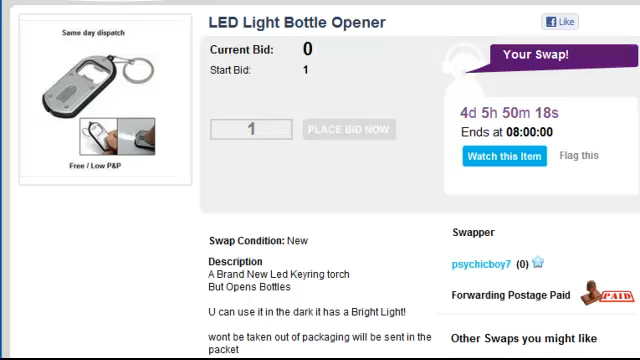 LED Light Bottle Opener
Like
Same day dispatch
Free / Low P&P
Current Bid: 0
Start Bid: 1
1
PLACE BID NOW
Your Swap!
4d 5h 50m 18s
Ends at 08:00:00
Watch this Item
Flag this
Swap Condition: New
Description
A Brand New Led Keyring torch
But Opens Bottles
U can use it in the dark it has a Bright Light!
wont be taken out of packaging will be sent in the
packet
Swapper
psychicboy7 (0)
Forwarding Postage Paid
PAID
Other Swaps you might like